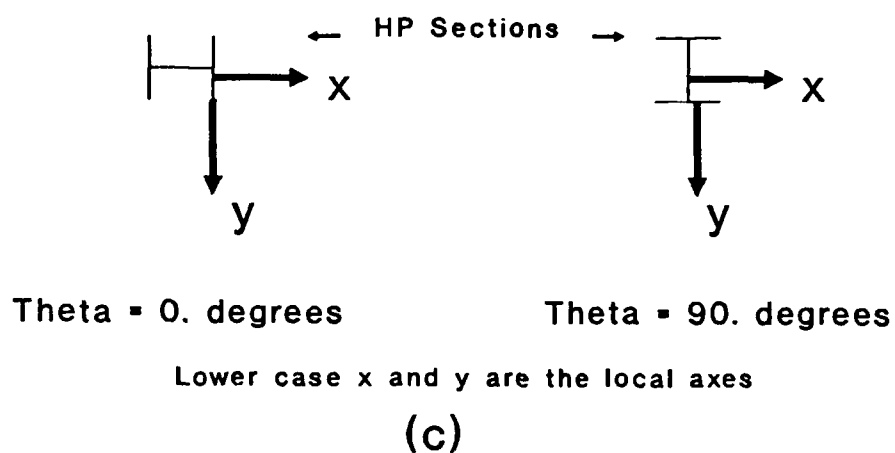 HP Sections
x x
y y
Theta = 0. degrees Theta = 90. degrees
Lower case x and y are the local axes
(c)